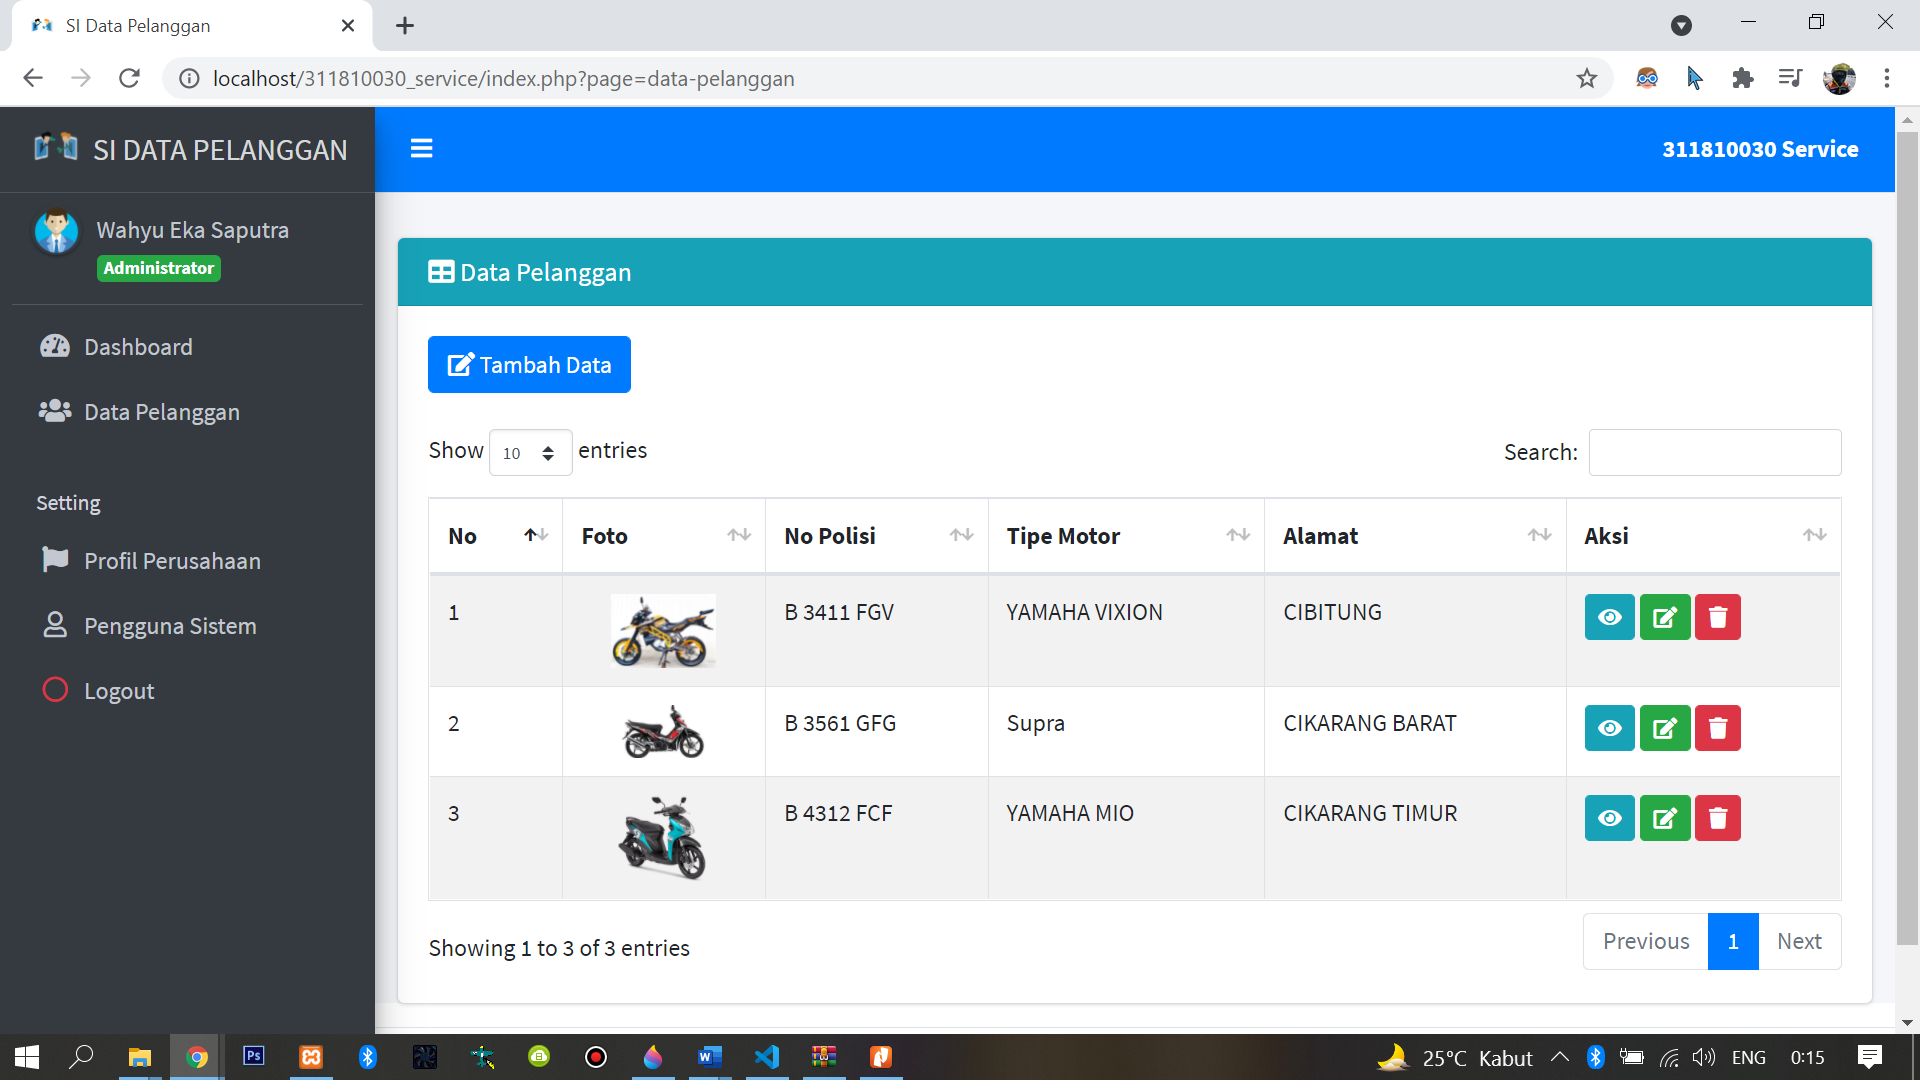 SI Data Pelanggan
localhost/311810030_service/index.php?page=data-pelanggan
SI DATA PELANGGAN
311810030 Service
Wahyu Eka Saputra
Administrator
Dashboard
Data Pelanggan
Setting
Profil Perusahaan
Pengguna Sistem
Logout
Data Pelanggan
Tambah Data
Show 10 entries
Search:
No Foto No Polisi Tipe Motor Alamat Aksi
1 B 3411 FGV YAMAHA VIXION CIBITUNG
2 B 3561 GFG Supra CIKARANG BARAT
3 B 4312 FCF YAMAHA MIO CIKARANG TIMUR
Showing 1 to 3 of 3 entries
Previous 1 Next
Ps
25°C Kabut ENG 0:15